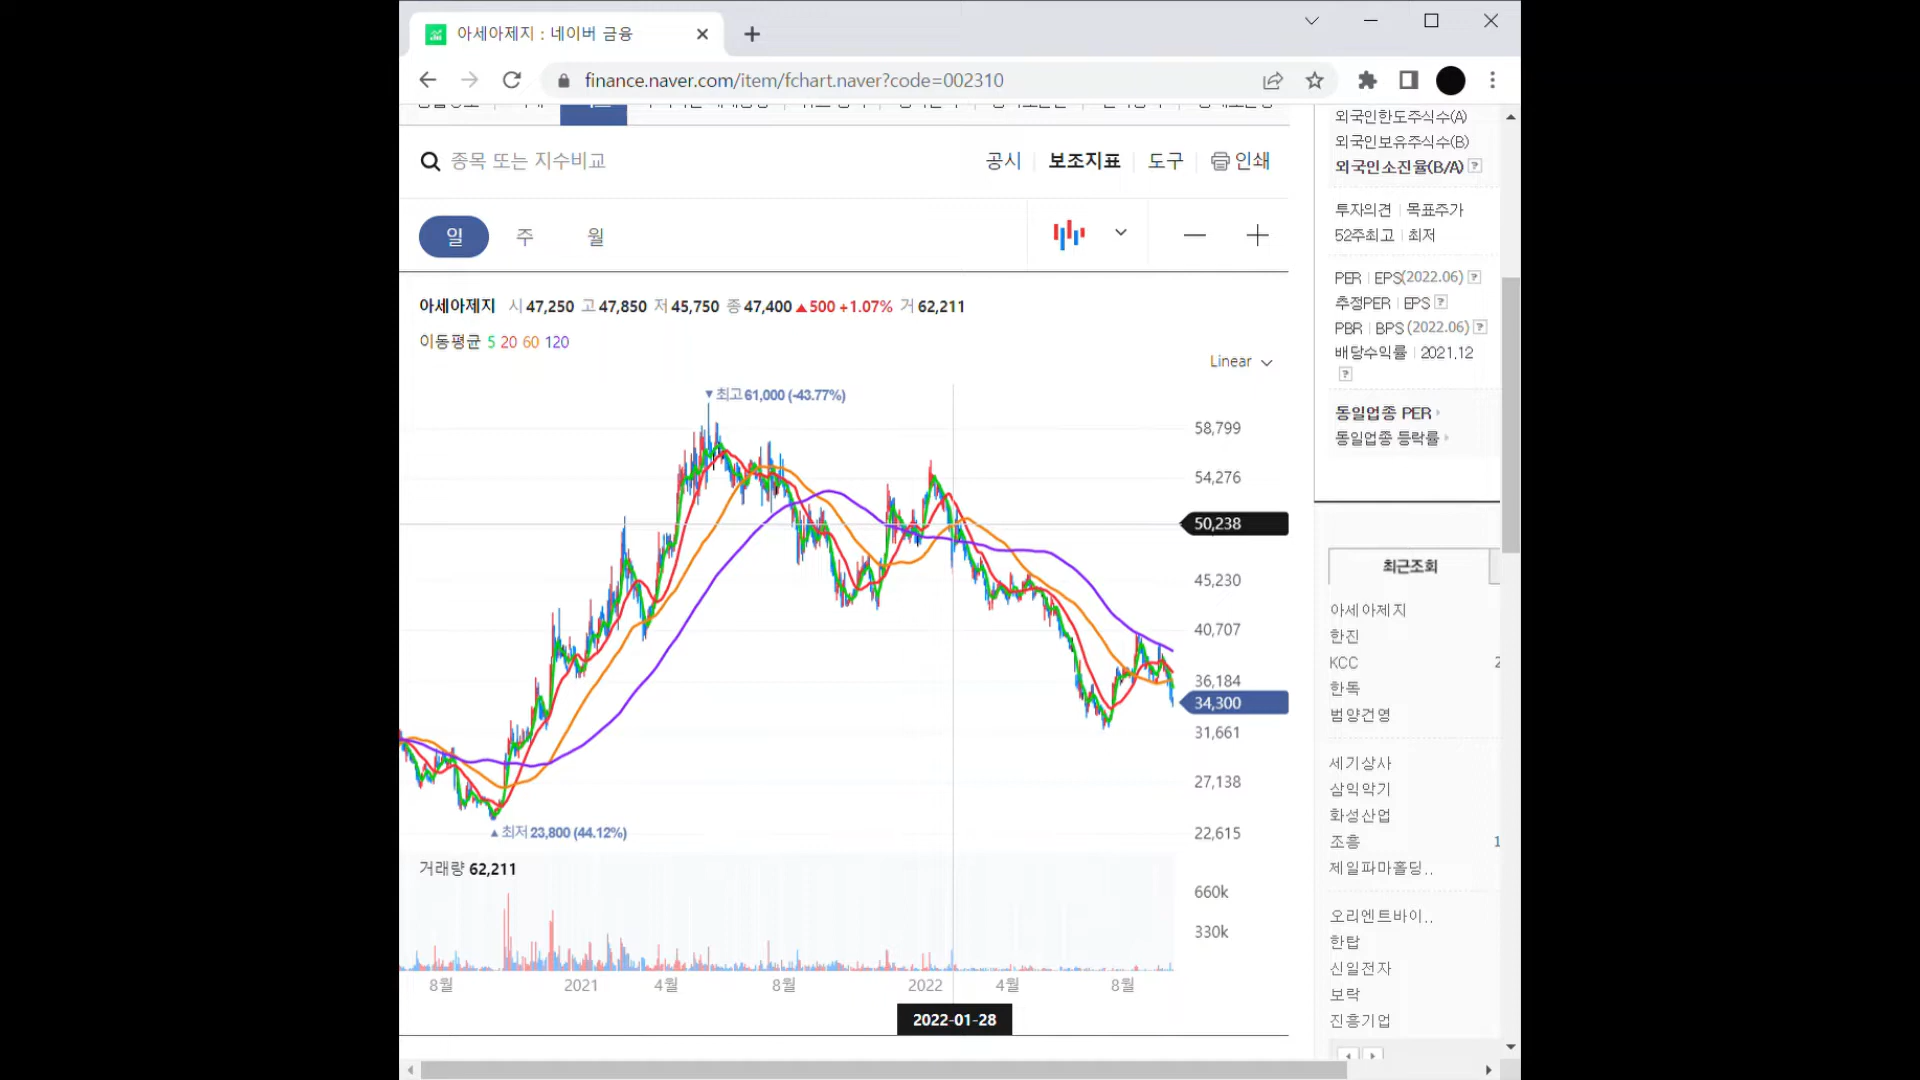 아세아제지 : 네이버 금융
finance.naver.com/item/fchart.naver?code=002310
종목 또는 지수비교
공시 보조지표 도구 인쇄
일 주 월
아세아제지 시 47,250 고 47,850 저 45,750 종 47,400 ▲500 +1.07% 거 62,211
이동평균 5 20 60 120
Linear
▼최고 61,000 (-43.77%)
58,799
54,276
50,238
45,230
40,707
36,184
34,300
31,661
27,138
22,615
▲최저 23,800 (44.12%)
거래량 62,211
660k
330k
8월 2021 4월 8월 2022 4월 8월
2022-01-28
외국인한도주식수(A)
외국인보유주식수(B)
외국인소진율(B/A) ?
투자의견 | 목표주가
52주최고 | 최저
PER | EPS(2022.06) ?
추정PER | EPS ?
PBR | BPS (2022.06) ?
배당수익률 | 2021.12
?
동일업종 PER
동일업종 등락률
최근조회
아세아제지
한진
KCC 2
한독
범양건영
세기상사
삼익악기
화성산업
조흥 1
제일파마홀딩..
오리엔트바이..
한탑
신일전자
보락
진흥기업